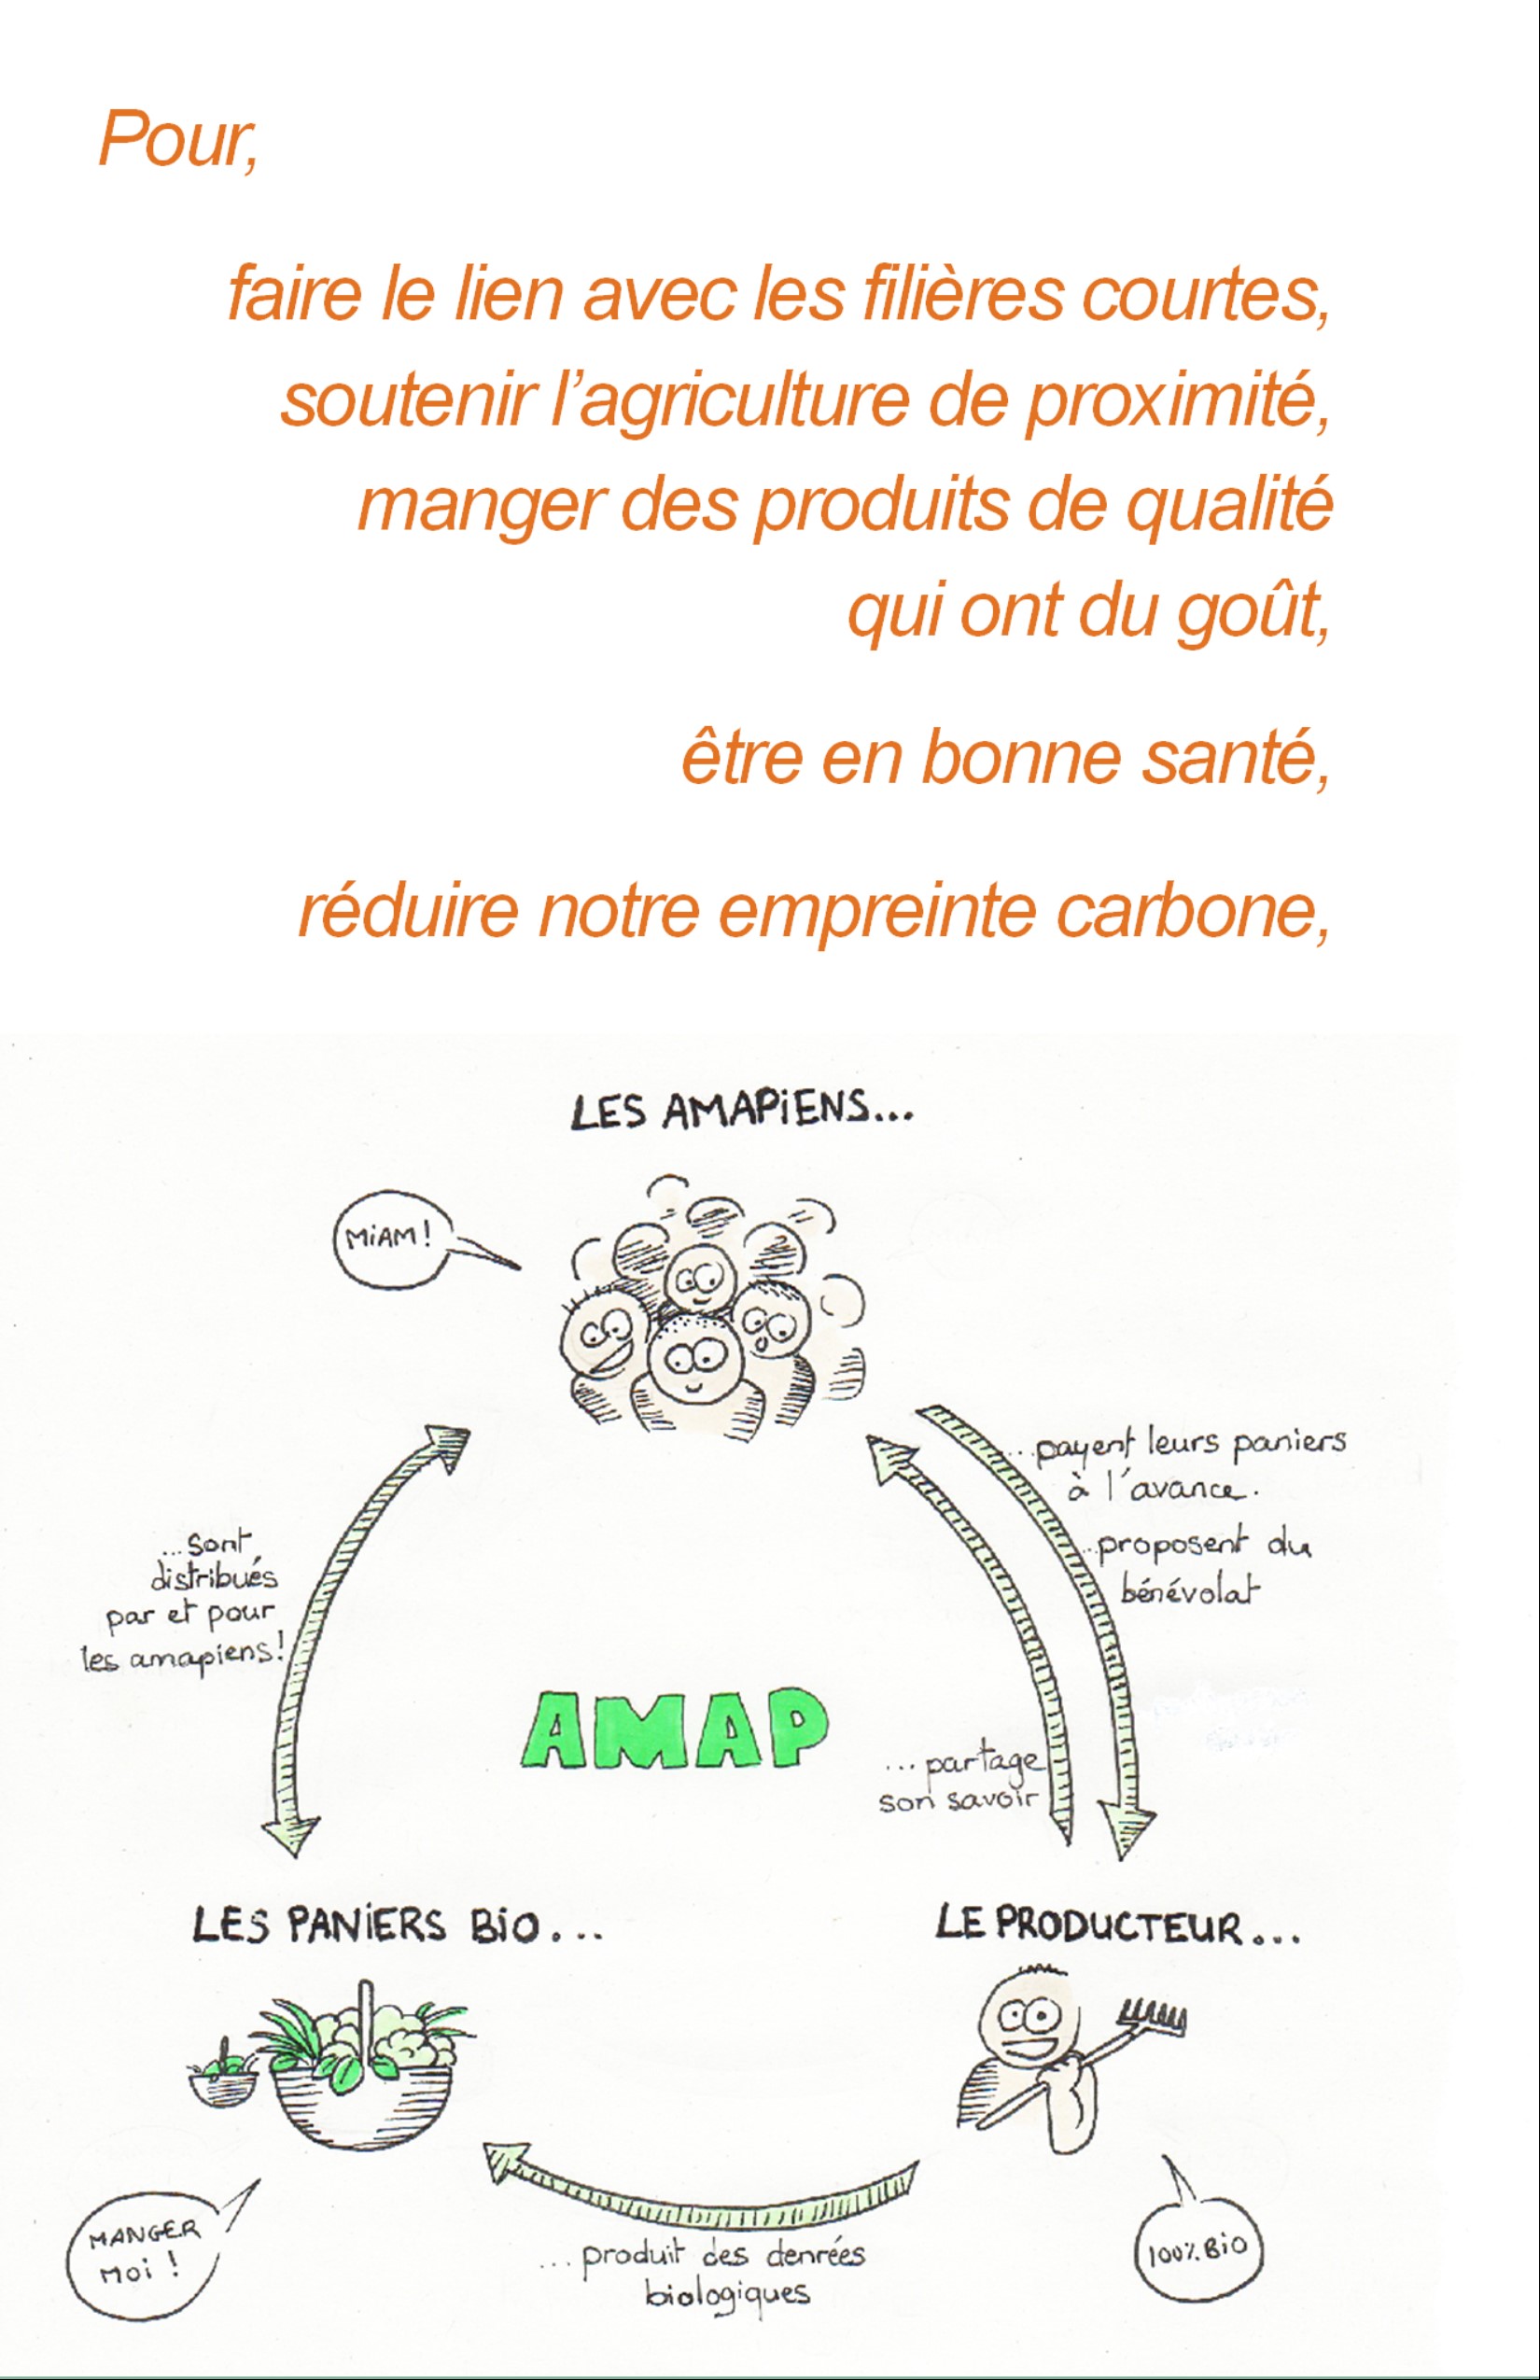 Pour,
faire le lien avec les filières courtes,
soutenir l’agriculture de proximité,
manger des produits de qualité
qui ont du goût,
être en bonne santé,
réduire notre empreinte carbone,
LES AMAPiENS...
MiAM !
...payent leurs paniers
à l'avance.
...proposent du
bénévolat
...sont
distribués
par et pour
les amapiens!
AMAP
...partage
son savoir
LES PANiERS BiO...
LE PRODUCTEUR...
MANGER
MOi !
...produit des denrées
biologiques
100% BiO